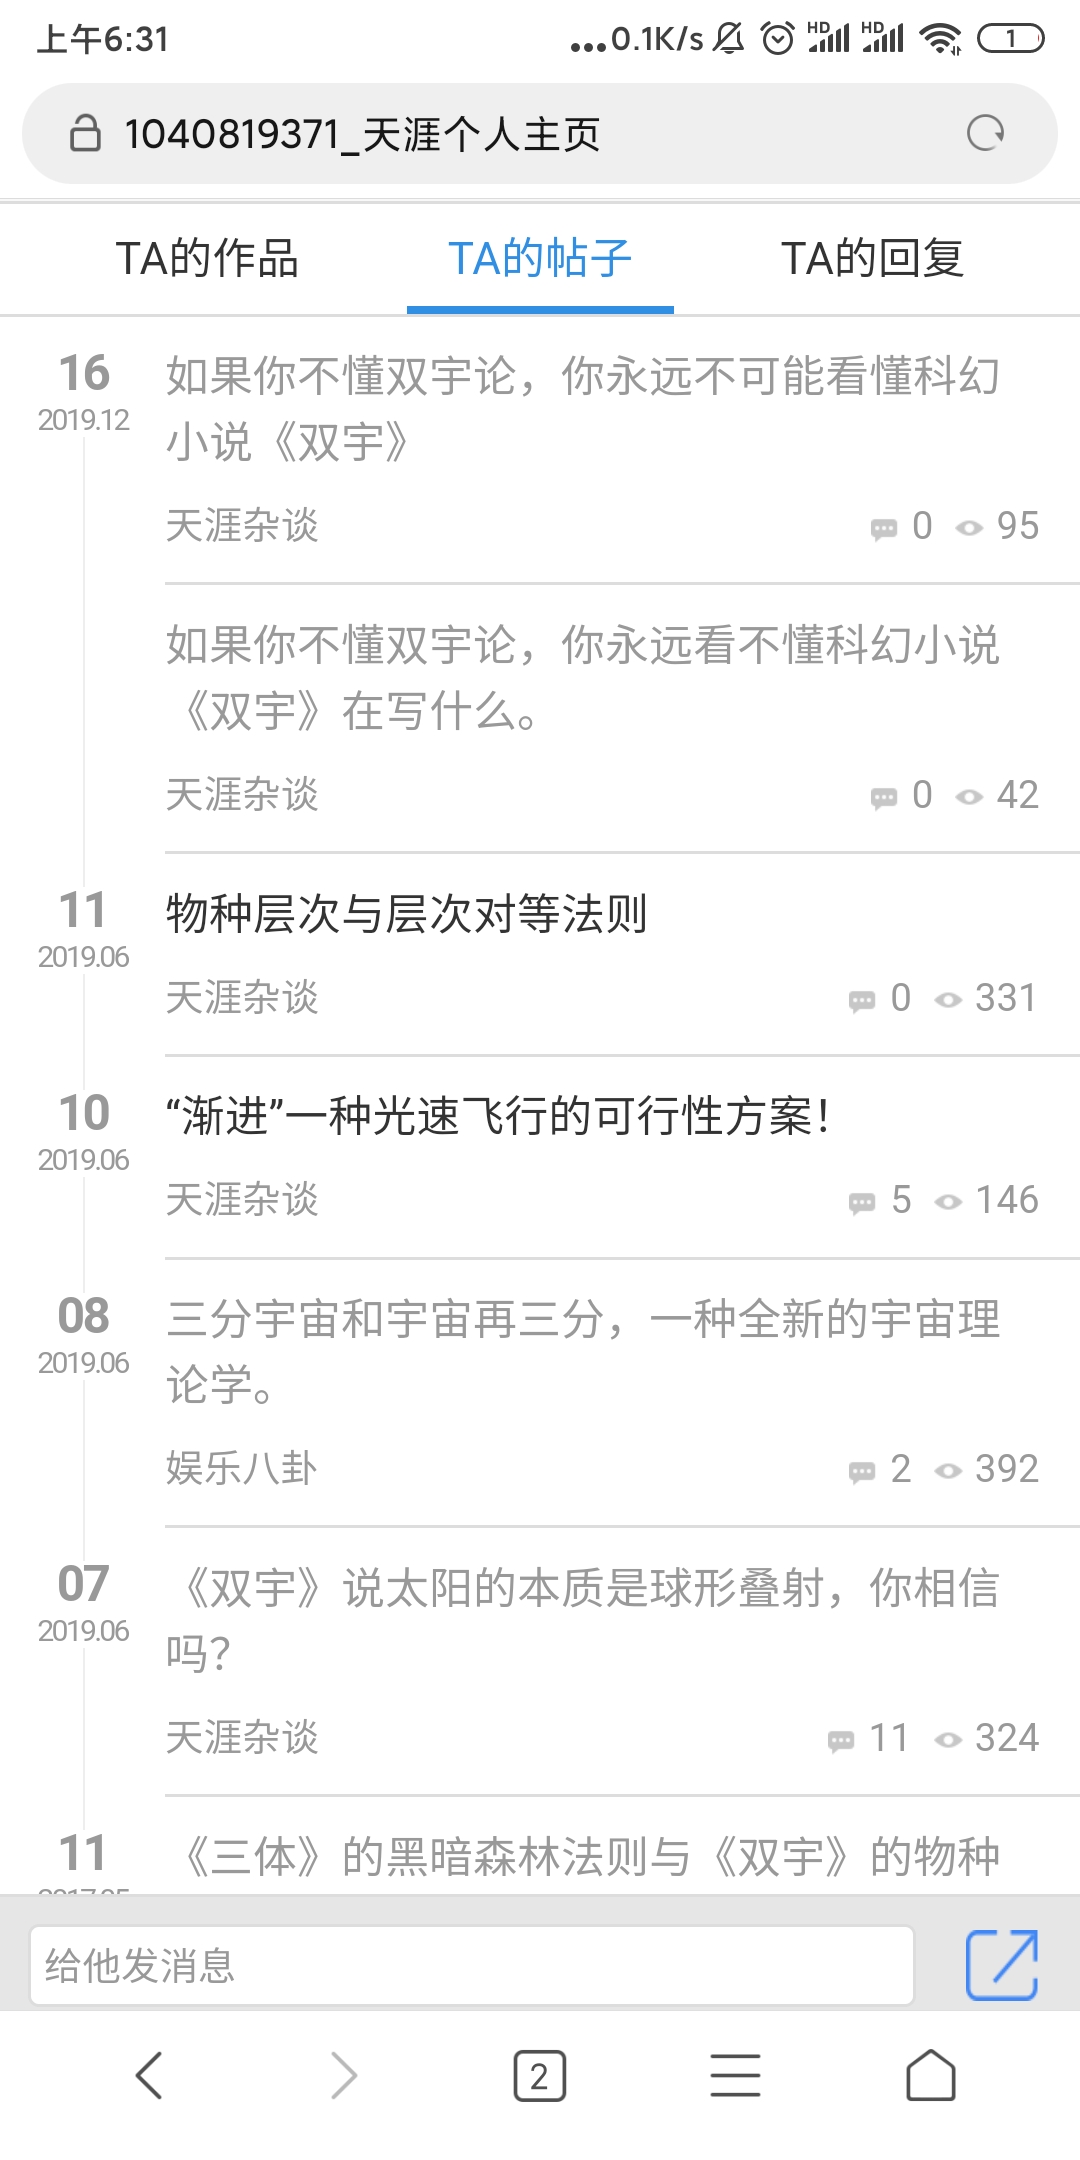 上午6:31
...0.1K/s HD HD 1
1040819371_天涯个人主页
TA的作品 TA的帖子 TA的回复
16
2019.12
如果你不懂双宇论，你永远不可能看懂科幻
小说《双宇》
天涯杂谈 0 95
如果你不懂双宇论，你永远看不懂科幻小说
《双宇》在写什么。
天涯杂谈 0 42
11
2019.06
物种层次与层次对等法则
天涯杂谈 0 331
10
2019.06
“渐进”一种光速飞行的可行性方案！
天涯杂谈 5 146
08
2019.06
三分宇宙和宇宙再三分，一种全新的宇宙理
论学。
娱乐八卦 2 392
07
2019.06
《双宇》说太阳的本质是球形叠射，你相信
吗？
天涯杂谈 11 324
11
《三体》的黑暗森林法则与《双宇》的物种
给他发消息
2